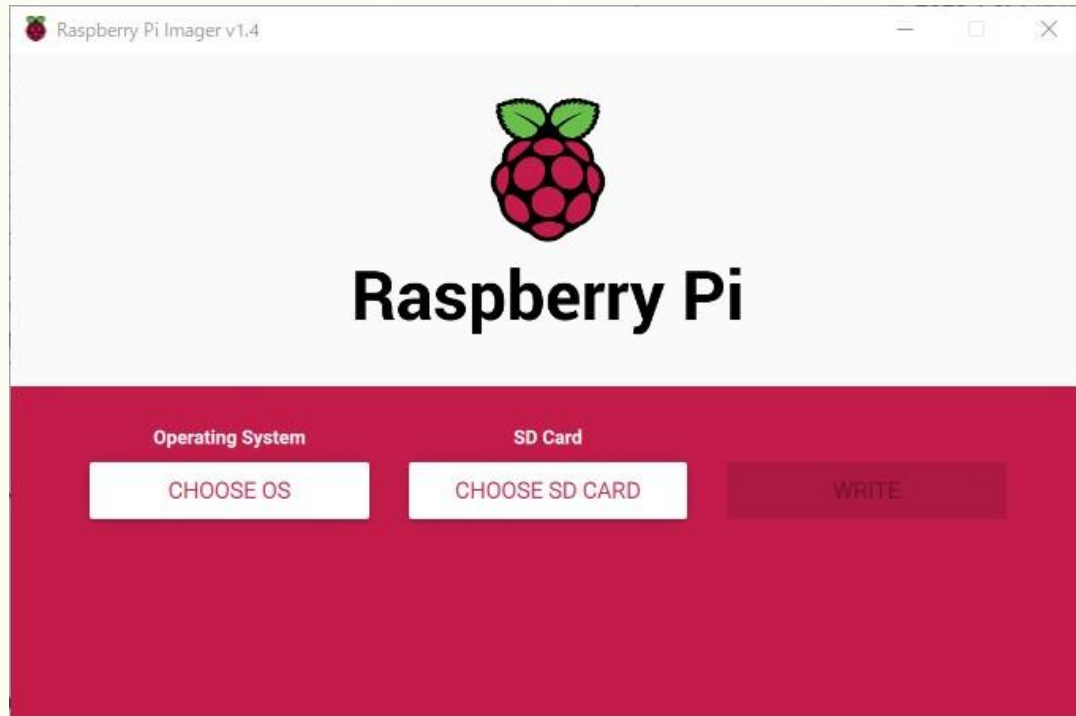 Raspberry Pi Imager v1.4
Raspberry Pi
Operating System
SD Card
CHOOSE OS
CHOOSE SD CARD
WRITE